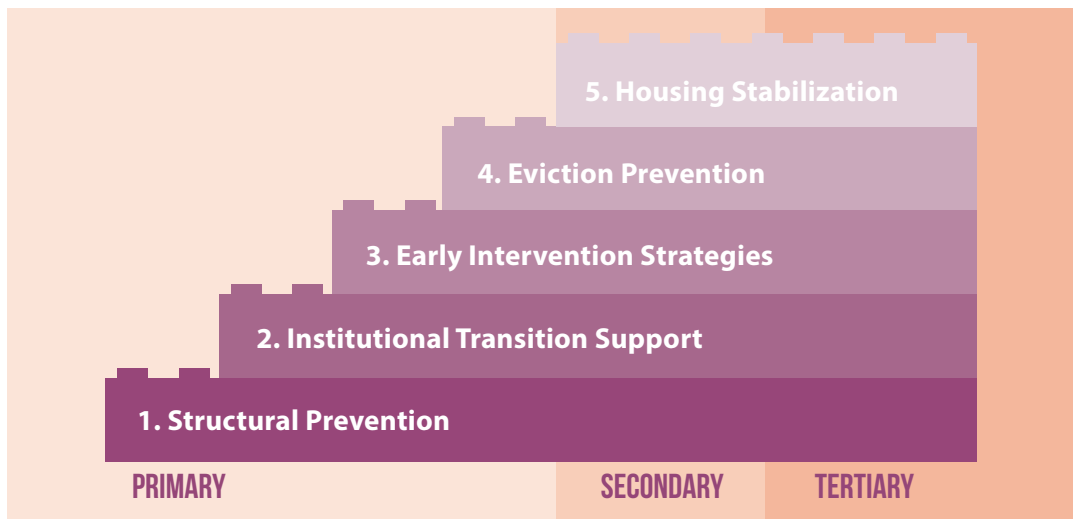 5. Housing Stabilization
4. Eviction Prevention
3. Early Intervention Strategies
2. Institutional Transition Support
1. Structural Prevention
PRIMARY SECONDARY TERTIARY